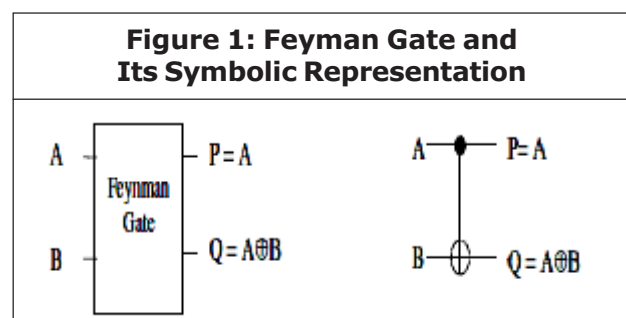 Figure 1: Feyman Gate and
Its Symbolic Representation
A
P=A
Feynman
Gate
B
Q=A⊕B
A
P=A
B
Q=A⊕B